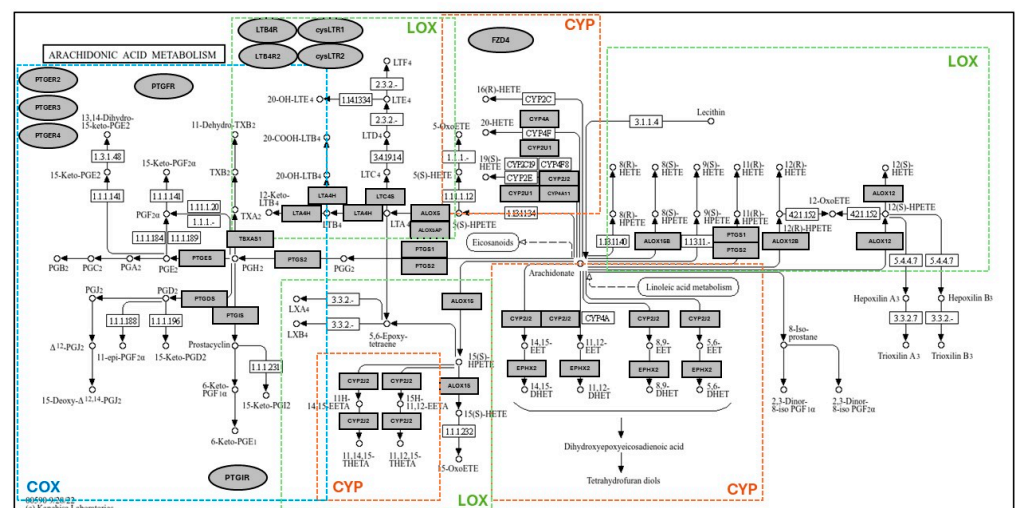 LTB4R
cysLTR1
LOX
CYP
LTB4R2
cysLTR2
FZD4
LOX
ARACHIDONIC ACID METABOLISM
PTGER2
PTGFR
PTGER3
PTGER4
LTF4
2.3.2.-
20-OH-LTE4
1.14.13.34
LTE4
2.3.2.-
16(R)-HETE
CYP2C
CYP4A
20-HETE
CYP4F
CYP2U1
Lecithin
3.1.1.4
13,14-Dihydro-
15-keto-PGE2
11-Dehydro-TXB2
20-COOH-LTB4
LTD4
3.4.19.14
LTC4
5-OxoETE
1.1.1.-
5(S)-HETE
1.11.1.12
19(S)-
HETE
CYP2C19
CYP4F8
CYP2E
CYP2J2
CYP2U1
CYP4A11
1.13.11.34
1.3.1.48
15-Keto-PGE2
15-Keto-PGF2α
1.1.1.141
1.1.1.141
TXB2
20-OH-LTB4
12-Keto-
LTB4
LTA4H
LTC4S
LTA4H
LTA4H
LTB4
LTA4
ALOX5
ALOX5AP
5(S)-HPETE
8(R)-
HETE
8(S)-
HETE
9(S)-
HETE
11(R)-
HETE
12(R)-
HETE
12(S)-
HETE
12-OxoETE
4.2.1.152
4.2.1.152
ALOX12
12(S)-HPETE
8(R)-
HPETE
8(S)-
HPETE
9(S)-
HPETE
11(R)-
HPETE
12(R)-HPETE
1.13.11.40
ALOX15B
1.13.11.-
PTGS1
PTGS2
ALOX12B
ALOX12
PGF2α
1.1.1.20
1.1.1.-
TXA2
1.1.1.184
1.1.1.189
TBXAS1
PTGES
PTGS2
PTGS1
PTGS2
PGB2
PGC2
PGA2
PGE2
PGH2
PGG2
Eicosanoids
Arachidonate
Linoleic acid metabolism
5.4.4.7
5.4.4.7
PGJ2
PGD2
PTGDS
PTGIS
1.1.1.188
1.1.1.196
Δ12-PGJ2
11-epi-PGF2α
15-Keto-PGD2
Prostacyclin
1.1.1.231
6-Keto-
PGF1α
15-Keto-PGI2
15-Deoxy-Δ12,14-PGJ2
6-Keto-PGE1
PTGIR
LXA4
3.3.2.-
LXB4
3.3.2.-
5,6-Epoxy-
tetraene
ALOX15
15(S)-
HPETE
ALOX15
15(S)-HETE
1.1.1.232
15-OxoETE
CYP2J2
CYP2J2
11H-
14,15-EETA
15H-
11,12-EETA
CYP2J2
CYP2J2
11,14,15-
THETA
11,12,15-
THETA
CYP2J2
CYP2J2
CYP4A
CYP2J2
CYP2J2
14,15-
EET
11,12-
EET
8,9-
EET
5,6-
EET
EPHX2
EPHX2
EPHX2
EPHX2
14,15-
DHET
11,12-
DHET
8,9-
DHET
5,6-
DHET
Dihydroxyepoxyeicosadienoic acid
Tetrahydrofuran diols
8-Iso-
prostane
2,3-Dinor-
8-iso PGF1α
2,3-Dinor-
8-iso PGF2α
Hepoxilin A3
Hepoxilin B3
3.3.2.7
3.3.2.-
Trioxilin A3
Trioxilin B3
COX
CYP
LOX
CYP
00590 9/20/22
(c) Kanehisa Laboratories